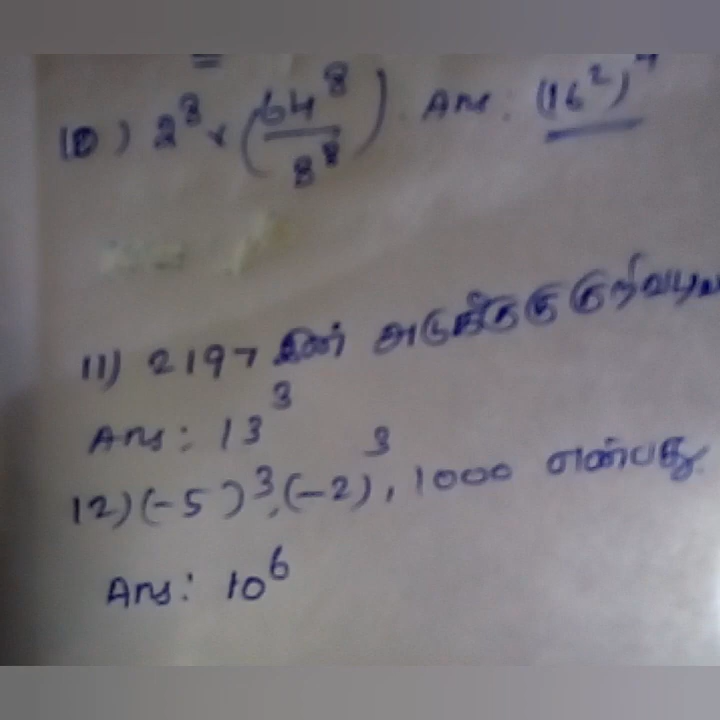 10) 2⁸ × (64⁸/8⁸). Ans: (16²)⁴
11) 2197 இன் அடுக்கு
Ans: 13³
12) (-5)³, (-2)³, 1000 என்பது.
Ans: 10⁶